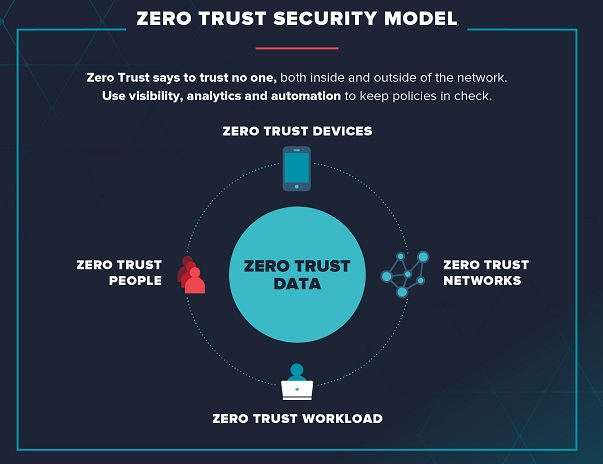 ZERO TRUST SECURITY MODEL
Zero Trust says to trust no one, both inside and outside of the network.
Use visibility, analytics and automation to keep policies in check.
ZERO TRUST DEVICES
ZERO TRUST
PEOPLE
ZERO TRUST
DATA
ZERO TRUST
NETWORKS
ZERO TRUST WORKLOAD